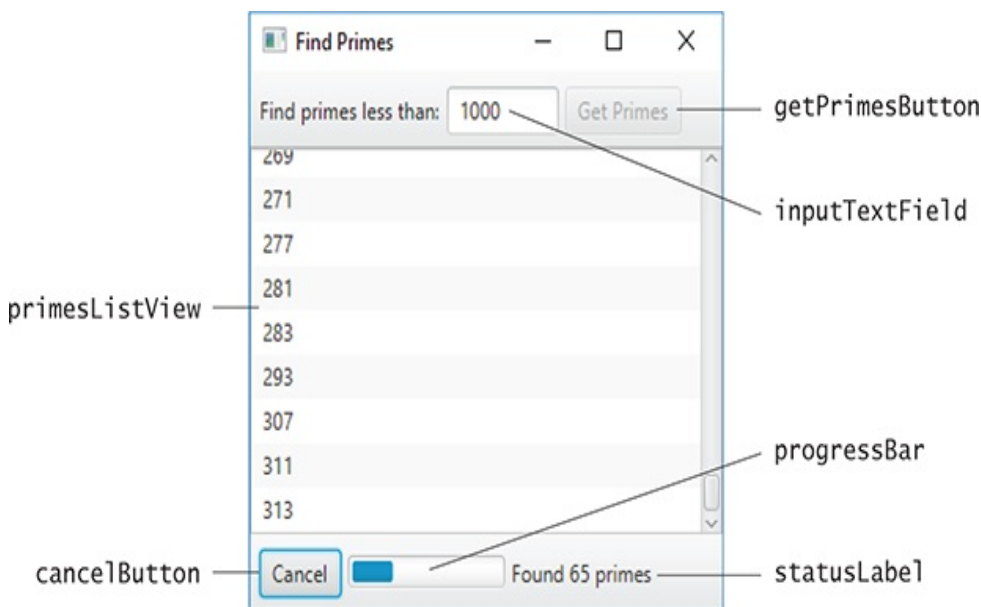 Find Primes
Find primes less than: 1000 Get Primes
getPrimesButton
inputTextField
269
271
277
281
283
293
307
311
313
primesListView
progressBar
cancelButton
Cancel
Found 65 primes
statusLabel